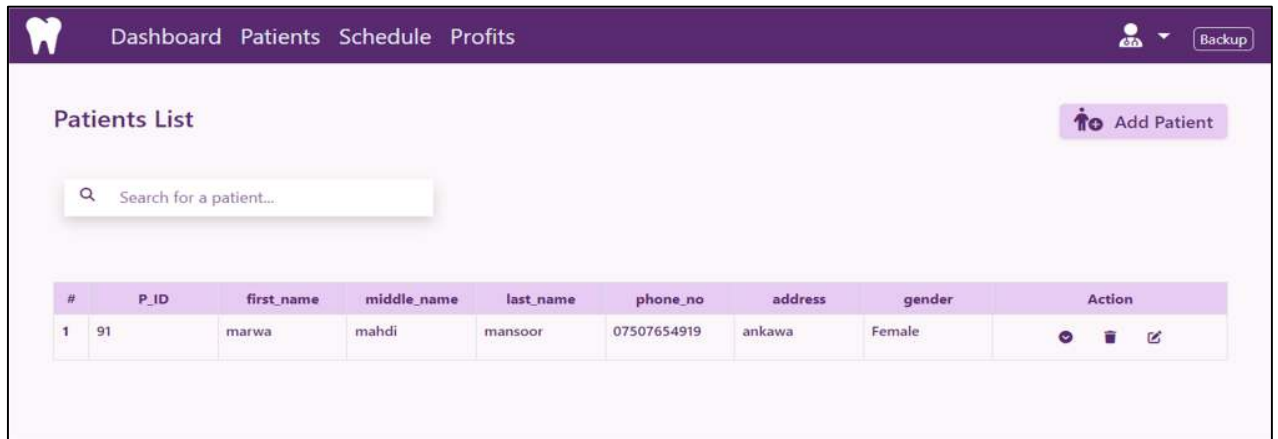 Dashboard Patients Schedule Profits Backup
Patients List Add Patient
Search for a patient...
# P_ID first_name middle_name last_name phone_no address gender Action
1 91 marwa mahdi mansoor 07507654919 ankawa Female